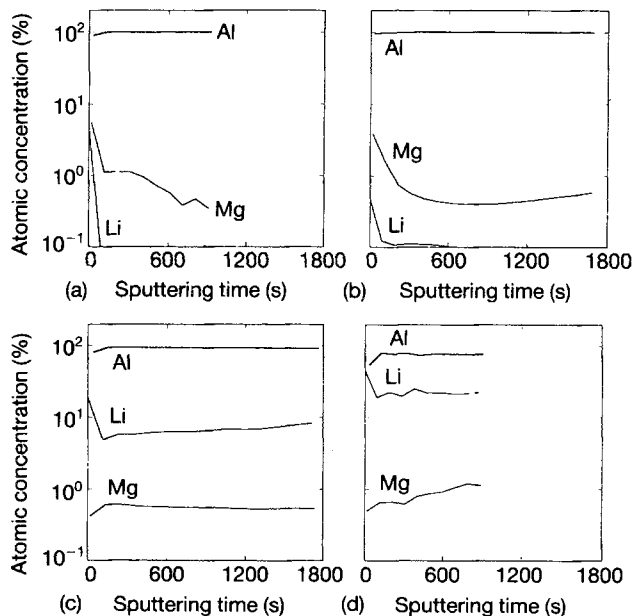 Atomic concentration (%)
10² 10¹ 10⁰ 10⁻¹
Al
Mg
Li
0 600 1200 1800
(a) Sputtering time (s)
Al
Mg
Li
0 600 1200 1800
(b) Sputtering time (s)
Atomic concentration (%)
10² 10¹ 10⁰ 10⁻¹
Al
Li
Mg
0 600 1200 1800
(c) Sputtering time (s)
Al
Li
Mg
0 600 1200 1800
(d) Sputtering time (s)